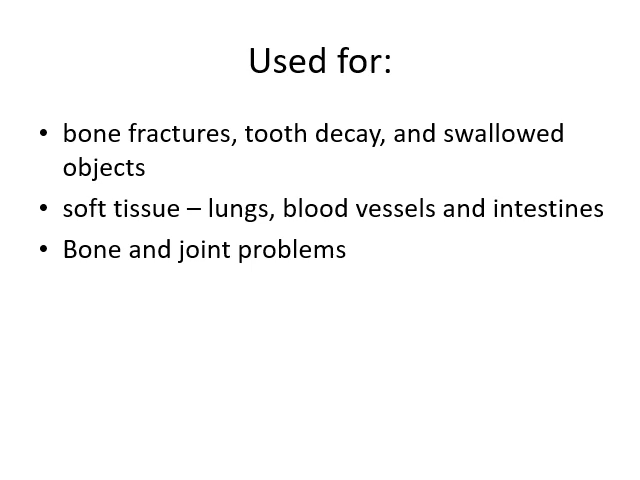 Used for:
• bone fractures, tooth decay, and swallowed
objects
• soft tissue – lungs, blood vessels and intestines
• Bone and joint problems